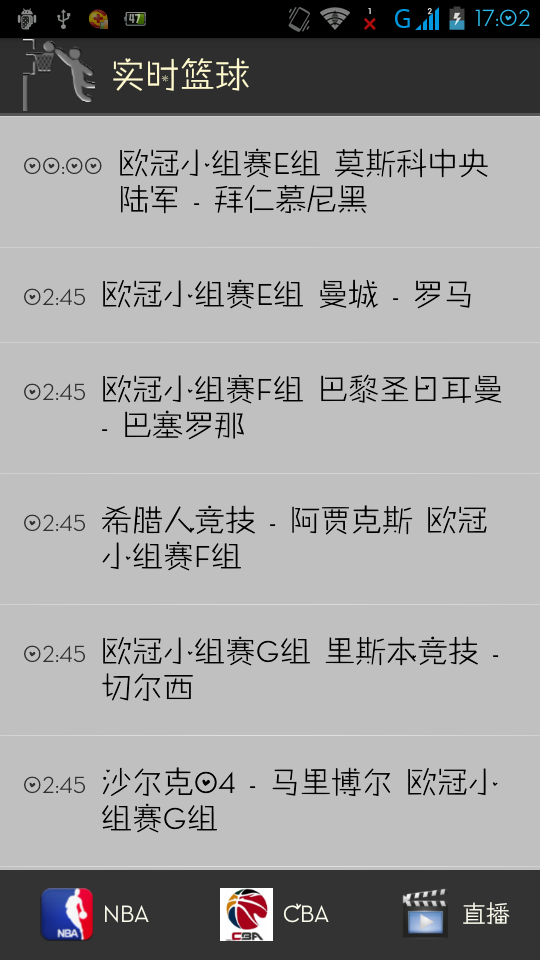 47
1
G
2
17:02
实时篮球
00:00 欧冠小组赛E组 莫斯科中央
陆军 - 拜仁慕尼黑
02:45 欧冠小组赛E组 曼城 - 罗马
02:45 欧冠小组赛F组 巴黎圣日耳曼
- 巴塞罗那
02:45 希腊人竞技 - 阿贾克斯 欧冠
小组赛F组
02:45 欧冠小组赛G组 里斯本竞技 -
切尔西
02:45 沙尔克04 - 马里博尔 欧冠小
组赛G组
NBA NBA
CBA CBA
直播